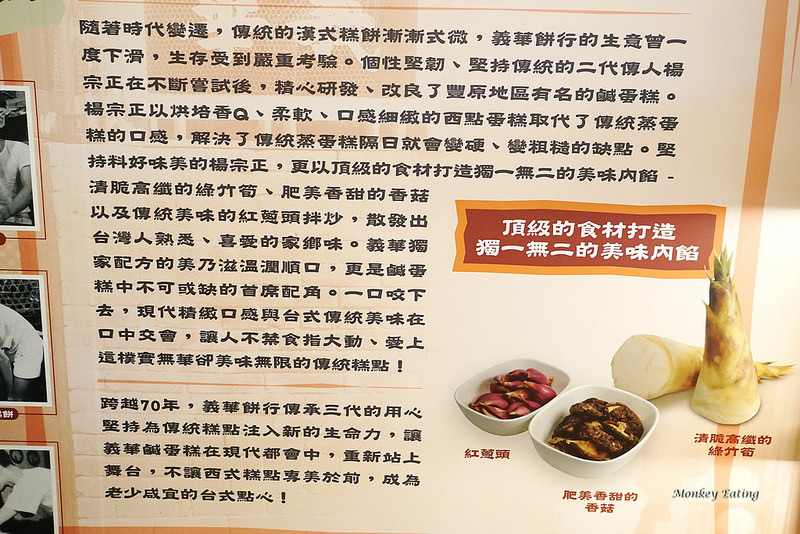 隨著時代變遷，傳統的漢式糕餅漸漸式微，義華餅行的生意曾一
度下滑，生存受到嚴重考驗。個性堅韌、堅持傳統的二代傳人楊
宗正在不斷嘗試後，精心研發、改良了豐原地區有名的鹹蛋糕。
楊宗正以烘培香Q、柔軟、口感細緻的西點蛋糕取代了傳統蒸蛋
糕的口感，解決了傳統蒸蛋糕隔日就會變硬、變粗糙的缺點。堅
持料好味美的楊宗正，更以頂級的食材打造獨一無二的美味內餡 -
清脆高纖的綠竹筍、肥美香甜的香菇
以及傳統美味的紅蔥頭拌炒，散發出
台灣人熟悉、喜愛的家鄉味。義華獨
家配方的美乃滋溫潤順口，更是鹹蛋
糕中不可或缺的首席配角。一口咬下
去，現代精緻口感與台式傳統美味在
口中交會，讓人不禁食指大動、愛上
這樸實無華卻美味無限的傳統糕點！
跨越70年，義華餅行傳承三代的用心
堅持為傳統糕點注入新的生命力，讓
義華鹹蛋糕在現代都會中，重新站上
舞台，不讓西式糕點專美於前，成為
老少咸宜的台式點心！
頂級的食材打造
獨一無二的美味內餡
紅蔥頭
肥美香甜的
香菇
清脆高纖的
綠竹筍
Monkey Eating